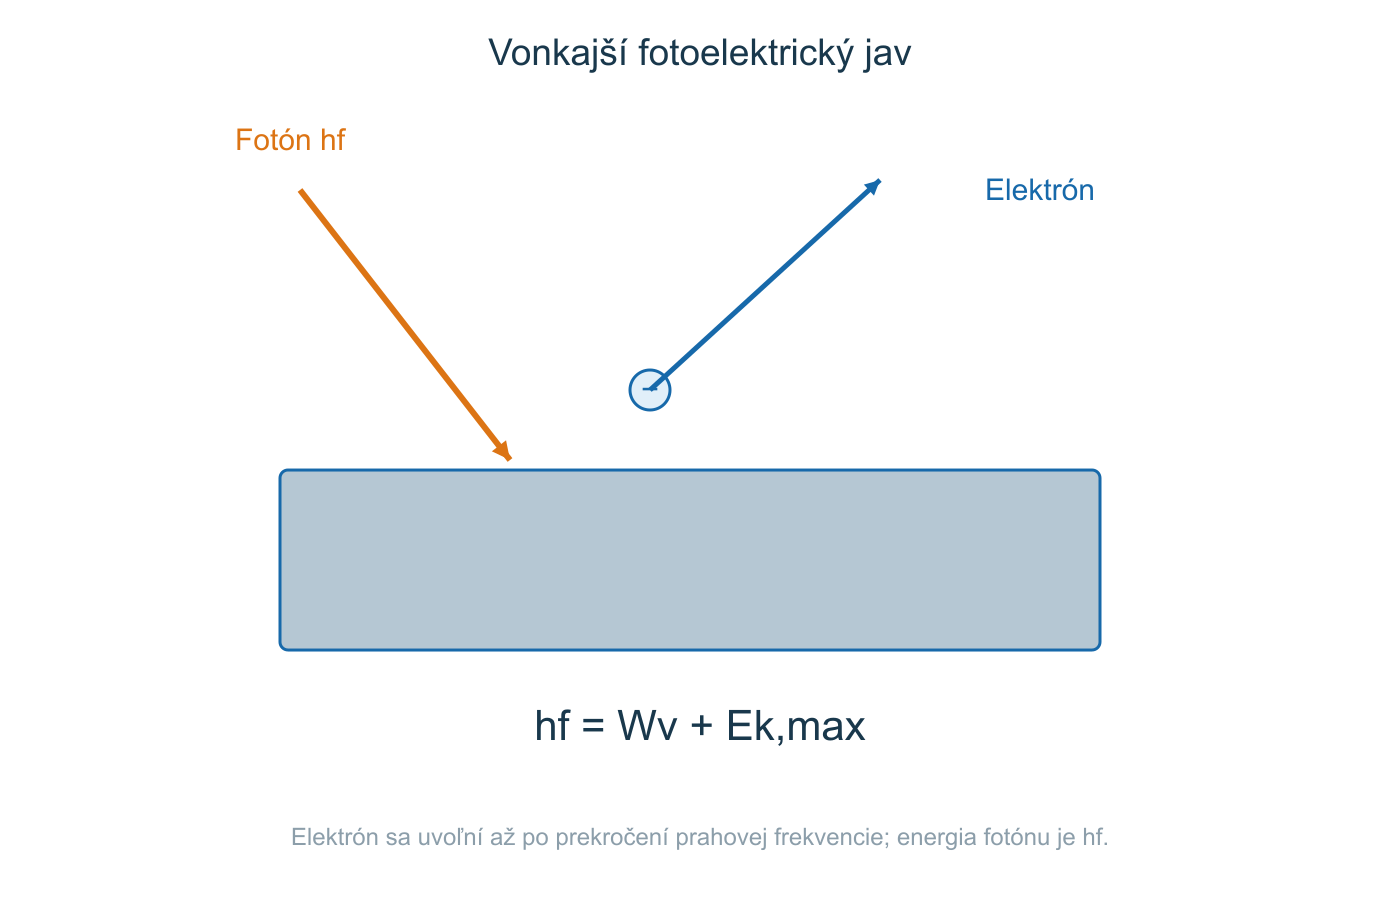 Vonkajší fotoelektrický jav
Fotón hf
Elektrón
−
hf = Wv + Ek,max
Elektrón sa uvoľní až po prekročení prahovej frekvencie; energia fotónu je hf.